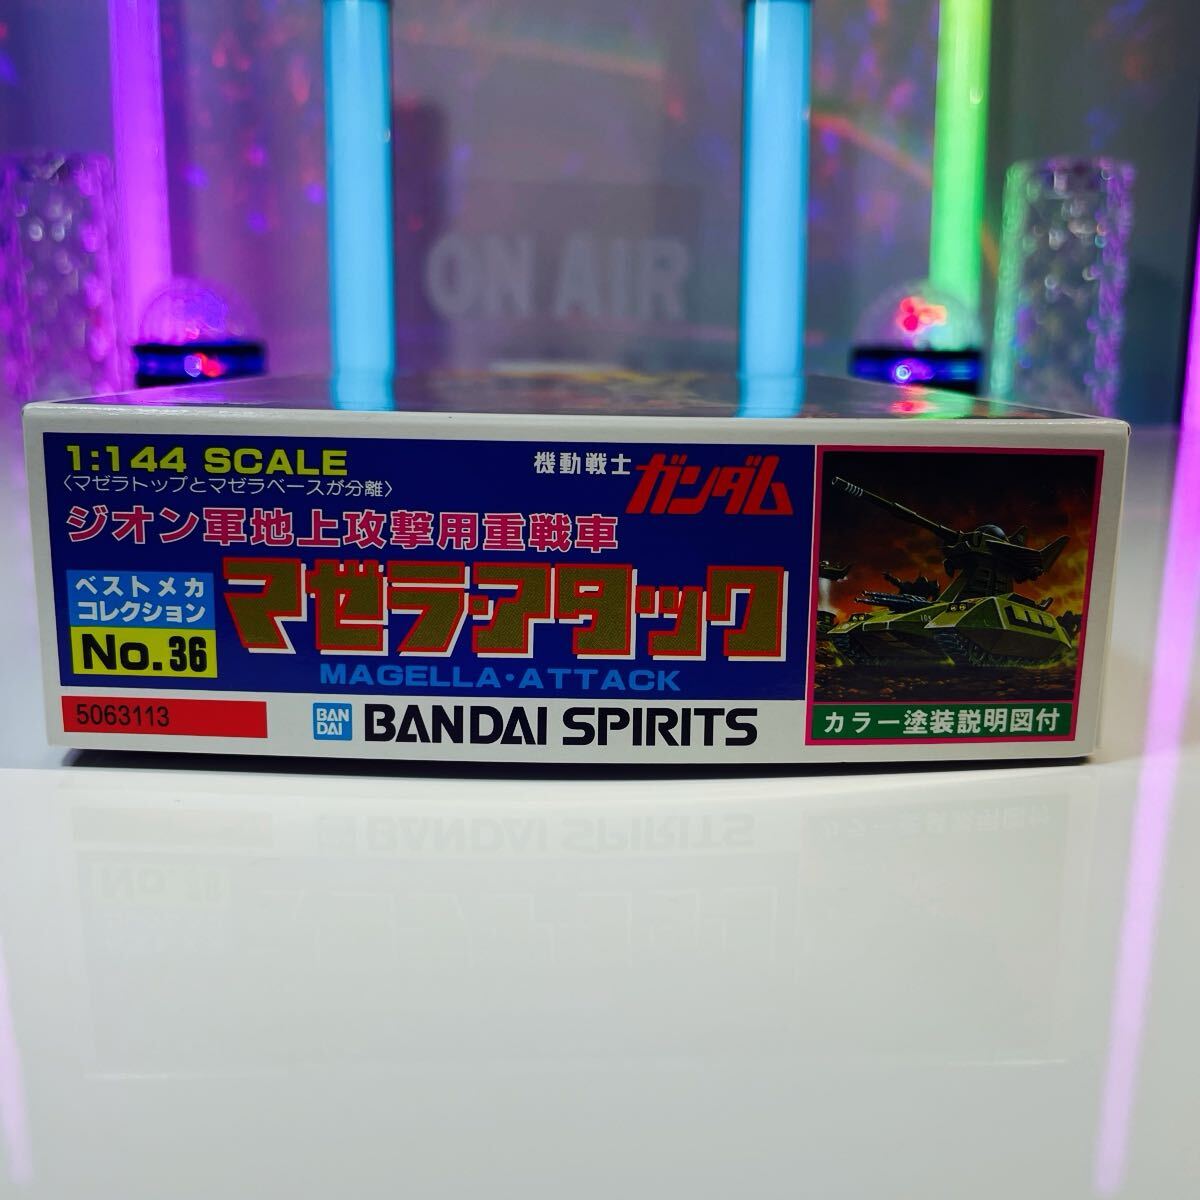 ON AIR
1:144 SCALE
〈マゼラトップとマゼラベースが分離〉
機動戦士 ガンダム
ジオン軍地上攻撃用重戦車
ベストメカ
コレクション
No.36
マゼラ・アタック
MAGELLA・ATTACK
5063113
BAN
DAI
BANDAI SPIRITS
カラー塗装説明図付